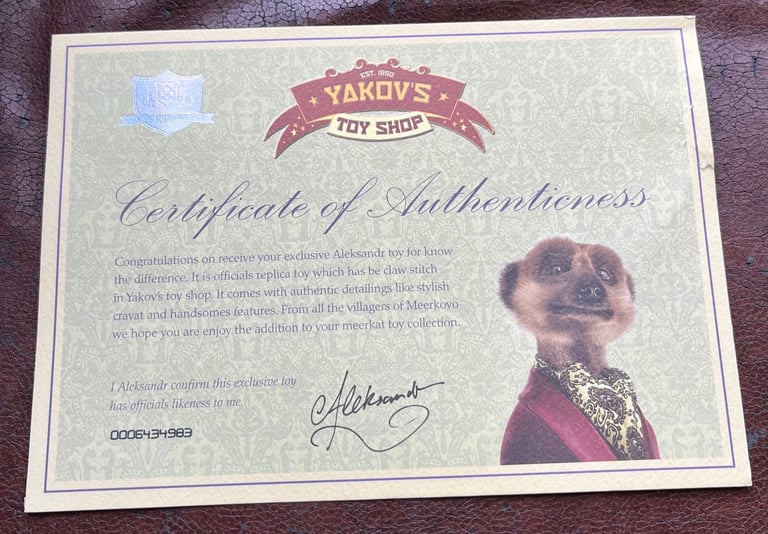 EST. 1850
YAKOV'S
TOY SHOP
Certificate of Authenticness
Congratulations on receive your exclusive Aleksandr toy for know
the difference. It is officials replica toy which has be claw stitch
in Yakov's toy shop. It comes with authentic detailings like stylish
cravat and handsomes features. From all the villagers of Meerkovo
we hope you are enjoy the addition to your meerkat toy collection.
I Aleksandr confirm this exclusive toy
has officials likeness to me.
Aleksandr
0006434983